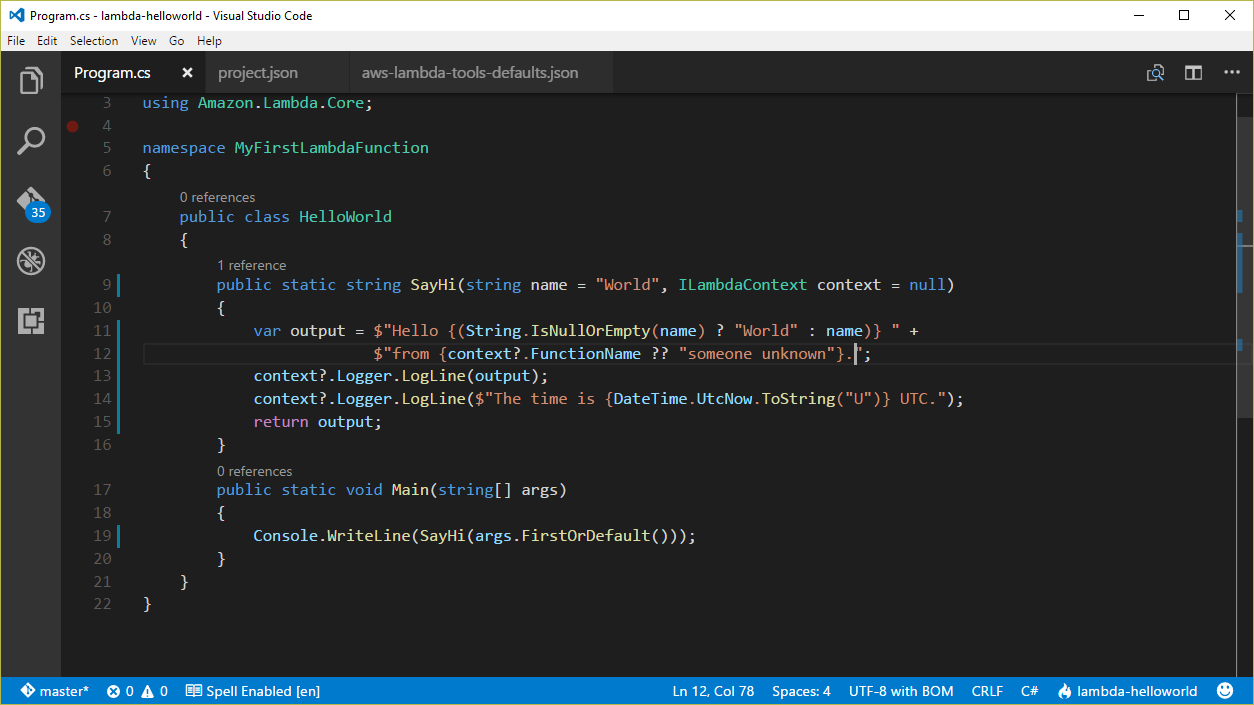 Program.cs - lambda-helloworld - Visual Studio Code
File Edit Selection View Go Help
Program.cs project.json aws-lambda-tools-defaults.json
35
3 using Amazon.Lambda.Core;
4
5 namespace MyFirstLambdaFunction
6 {
0 references
7 public class HelloWorld
8 {
1 reference
9 public static string SayHi(string name = "World", ILambdaContext context = null)
10 {
11 var output = $"Hello {(String.IsNullOrEmpty(name) ? "World" : name)} " +
12 $"from {context?.FunctionName ?? "someone unknown"}.";
13 context?.Logger.LogLine(output);
14 context?.Logger.LogLine($"The time is {DateTime.UtcNow.ToString("U")} UTC.");
15 return output;
16 }
0 references
17 public static void Main(string[] args)
18 {
19 Console.WriteLine(SayHi(args.FirstOrDefault()));
20 }
21 }
22 }
master* 0 0 Spell Enabled [en] Ln 12, Col 78 Spaces: 4 UTF-8 with BOM CRLF C# lambda-helloworld